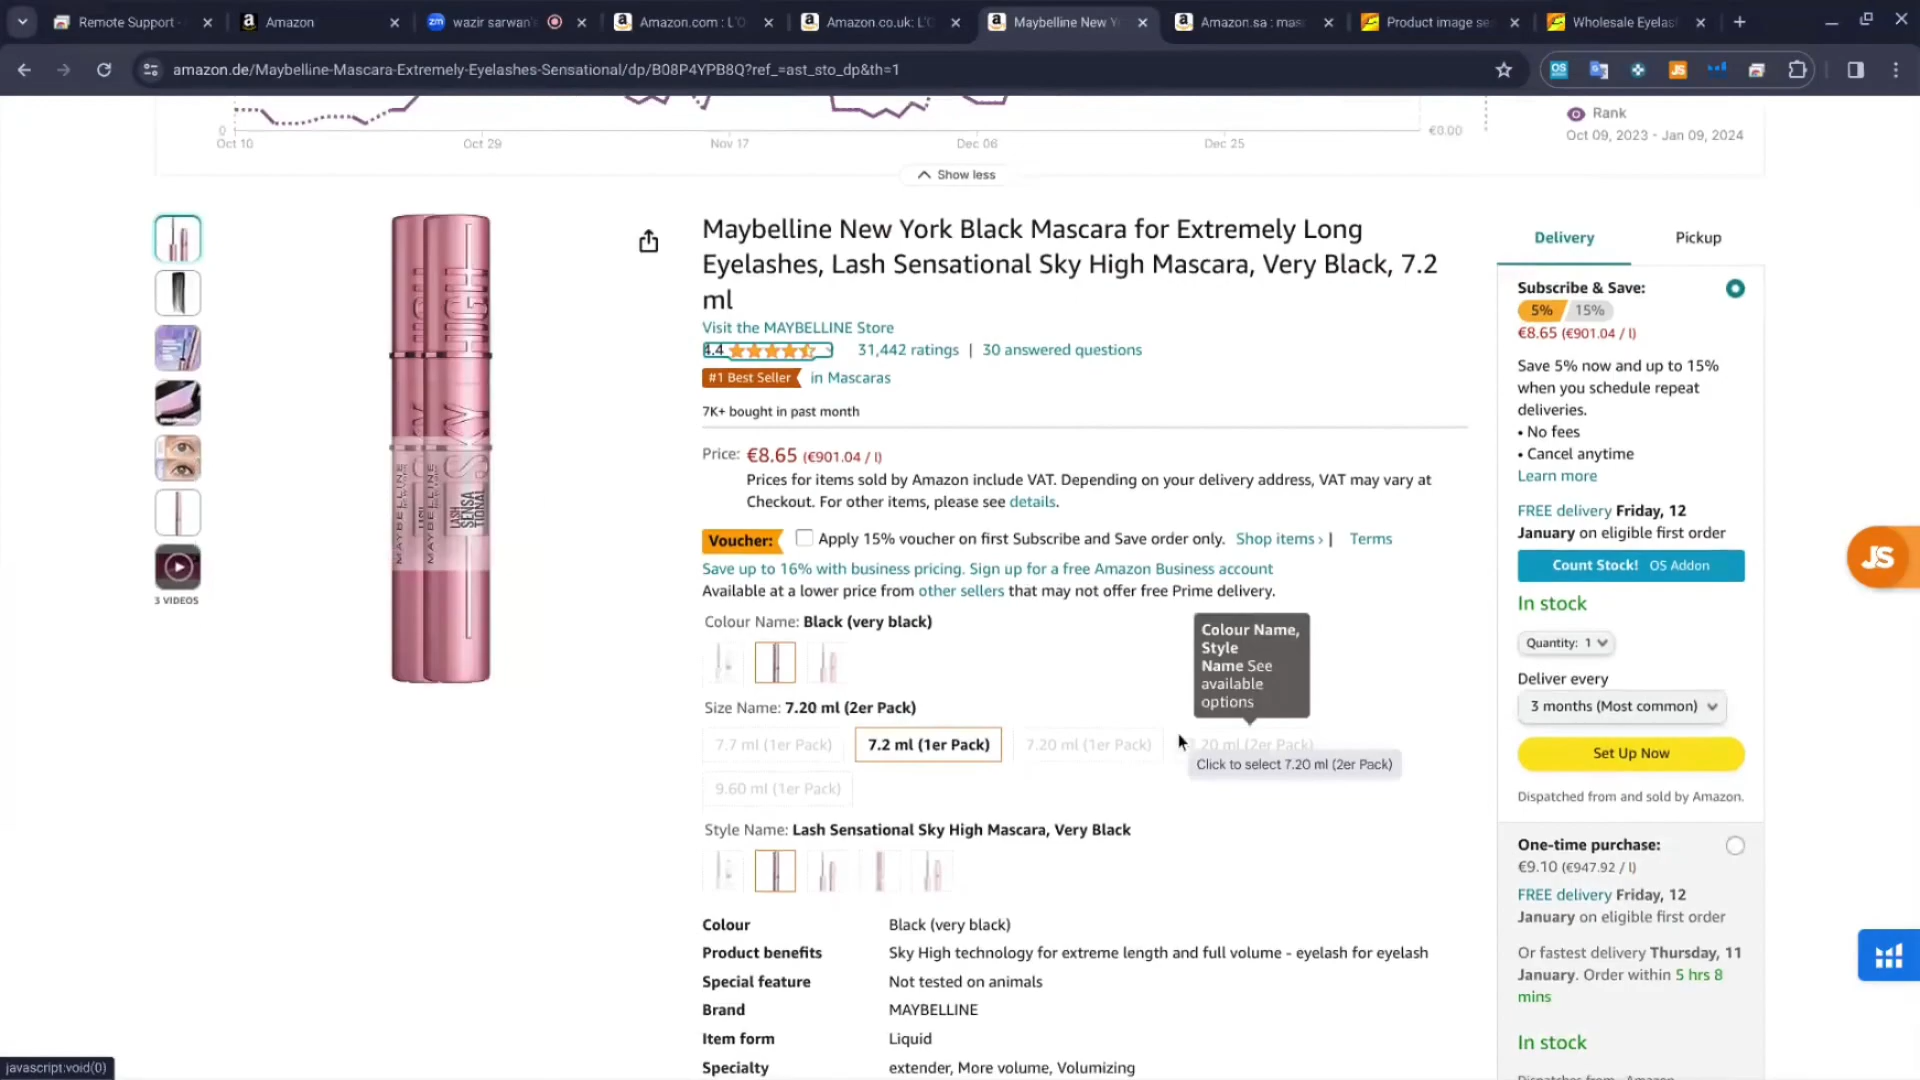 Remote Support -
Amazon
wazir sarwan's
Amazon.com : L'O
Amazon.co.uk: L'O
Maybelline New Y
Amazon.sa : mas
Product image se
Wholesale Eyelas
amazon.de/Maybelline-Mascara-Extremely-Eyelashes-Sensational/dp/B08P4YPB8Q?ref_=ast_sto_dp&th=1
0
€0.00
Oct 10
Oct 29
Nov 17
Dec 06
Dec 25
Rank
Oct 09, 2023 - Jan 09, 2024
Show less
Maybelline New York Black Mascara for Extremely Long
Eyelashes, Lash Sensational Sky High Mascara, Very Black, 7.2
ml
Visit the MAYBELLINE Store
4.4
31,442 ratings | 30 answered questions
#1 Best Seller in Mascaras
7K+ bought in past month
Price: €8.65 (€901.04 / l)
Prices for items sold by Amazon include VAT. Depending on your delivery address, VAT may vary at
Checkout. For other items, please see details.
Voucher: Apply 15% voucher on first Subscribe and Save order only. Shop items › | Terms
Save up to 16% with business pricing. Sign up for a free Amazon Business account
Available at a lower price from other sellers that may not offer free Prime delivery.
Colour Name: Black (very black)
Colour Name,
Style
Name See
available
options
Size Name: 7.20 ml (2er Pack)
7.7 ml (1er Pack)
7.2 ml (1er Pack)
7.20 ml (1er Pack)
20 ml (2er Pack)
Click to select 7.20 ml (2er Pack)
9.60 ml (1er Pack)
Style Name: Lash Sensational Sky High Mascara, Very Black
Colour Black (very black)
Product benefits Sky High technology for extreme length and full volume - eyelash for eyelash
Special feature Not tested on animals
Brand MAYBELLINE
Item form Liquid
Specialty extender, More volume, Volumizing
3 VIDEOS
HIGH
SKY
LASH
SENSA
TIONAL
MAYBELLINE
MAYBELLINE
Delivery
Pickup
Subscribe & Save:
5% 15%
€8.65 (€901.04 / l)
Save 5% now and up to 15%
when you schedule repeat
deliveries.
• No fees
• Cancel anytime
Learn more
FREE delivery Friday, 12
January on eligible first order
Count Stock! OS Addon
In stock
Quantity: 1
Deliver every
3 months (Most common)
Set Up Now
Dispatched from and sold by Amazon.
One-time purchase:
€9.10 (€947.92 / l)
FREE delivery Friday, 12
January on eligible first order
Or fastest delivery Thursday, 11
January. Order within 5 hrs 8
mins
In stock
JS
javascript:void(0)